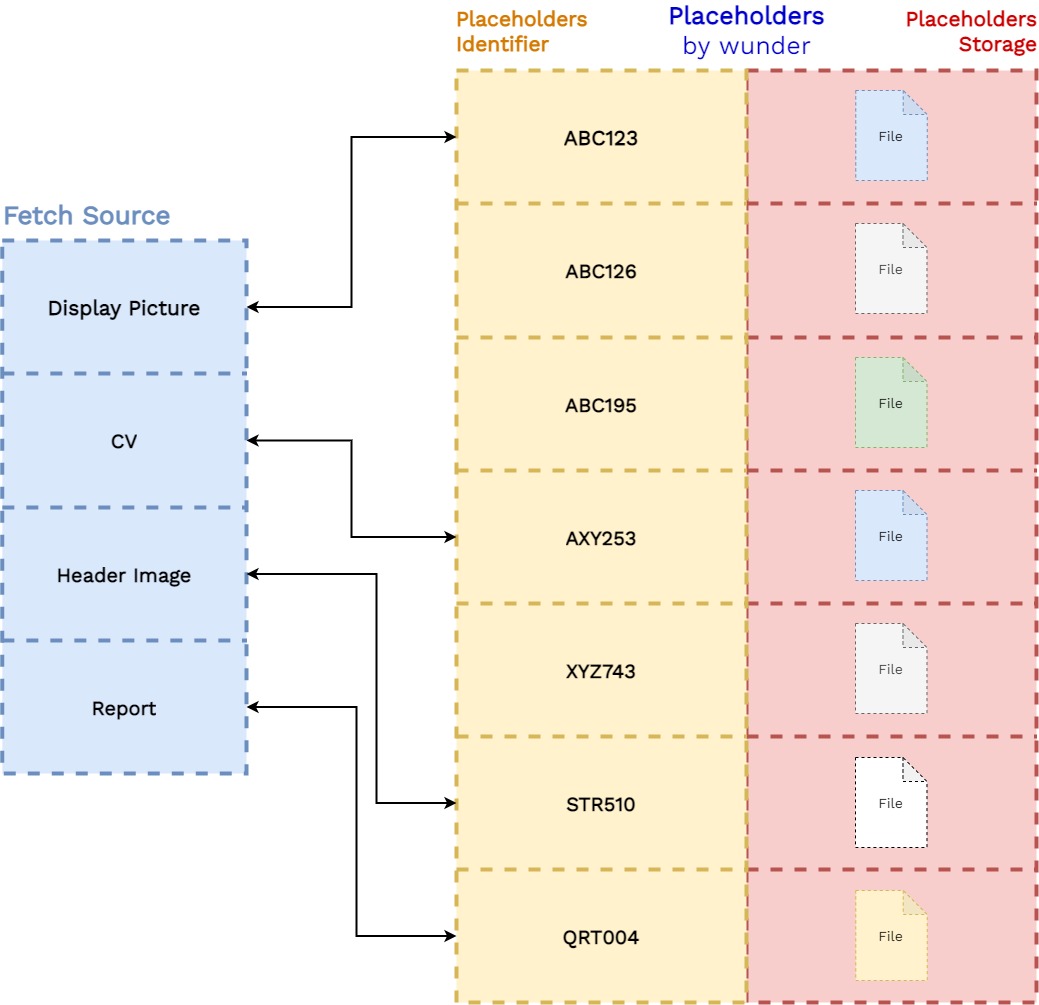 Placeholders
Identifier
Placeholders
by wunder
Placeholders
Storage
Fetch Source
Display Picture
CV
Header Image
Report
ABC123
File
ABC126
File
ABC195
File
AXY253
File
XYZ743
File
STR510
File
QRT004
File